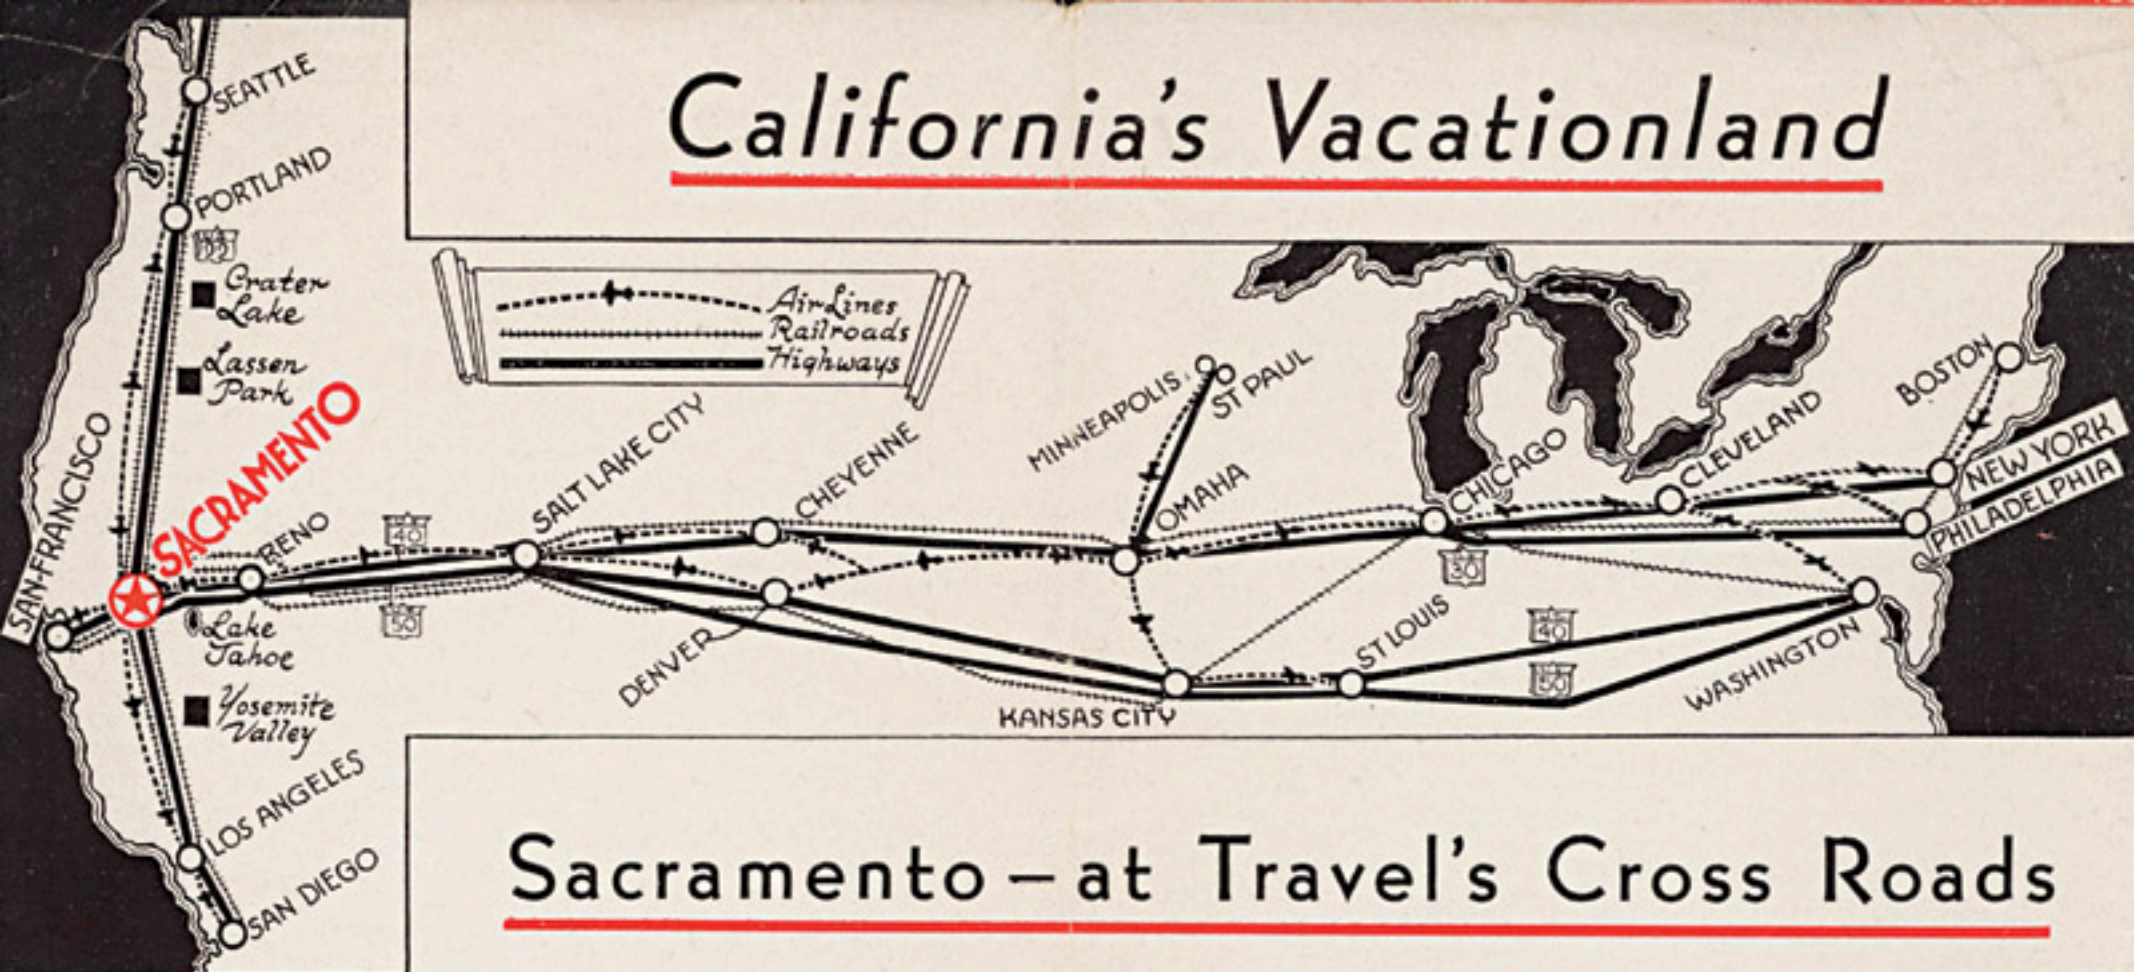 California's Vacationland
SEATTLE
PORTLAND
Crater
Lake
Lassen
Park
SAN-FRANCISCO
SACRAMENTO
RENO
Lake
Tahoe
Yosemite
Valley
LOS ANGELES
SAN DIEGO
Air Lines
Railroads
Highways
40
50
SALT LAKE CITY
CHEYENNE
DENVER
MINNEAPOLIS
ST PAUL
OMAHA
KANSAS CITY
CHICAGO
30
ST LOUIS
40
50
CLEVELAND
BOSTON
NEW YORK
PHILADELPHIA
WASHINGTON
Sacramento – at Travel's Cross Roads